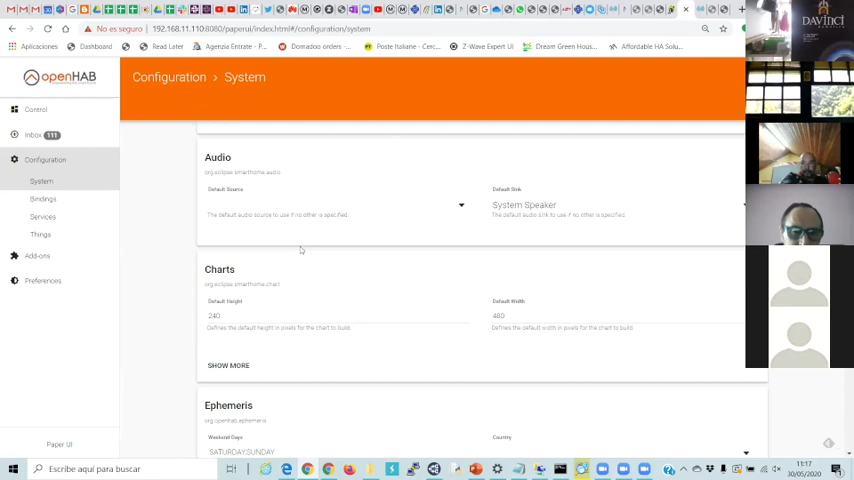 No es seguro
192.168.11.110:8080/paperui/index.html#/configuration/system
Aplicaciones
Dashboard
Read Later
Agenzia Entrate - P...
Domadoo orders -...
Poste Italiane - Cerc...
Z-Wave Expert UI
Dream Green Hous...
Affordable HA Solu...
openHAB
Configuration › System
Control
Inbox 111
Configuration
System
Bindings
Services
Things
Add-ons
Preferences
Paper UI
Audio
org.eclipse.smarthome.audio
Default Source
The default audio source to use if no other is specified.
Default Sink
System Speaker
The default audio sink to use if no other is specified.
Charts
org.eclipse.smarthome.chart
Default Height
240
Defines the default height in pixels for the chart to build.
Default Width
480
Defines the default width in pixels for the chart to build.
SHOW MORE
Ephemeris
org.openhab.ephemeris
Weekend Days
SATURDAY,SUNDAY
Country
DAVINCI
Escribe aquí para buscar
11:17
30/05/2020